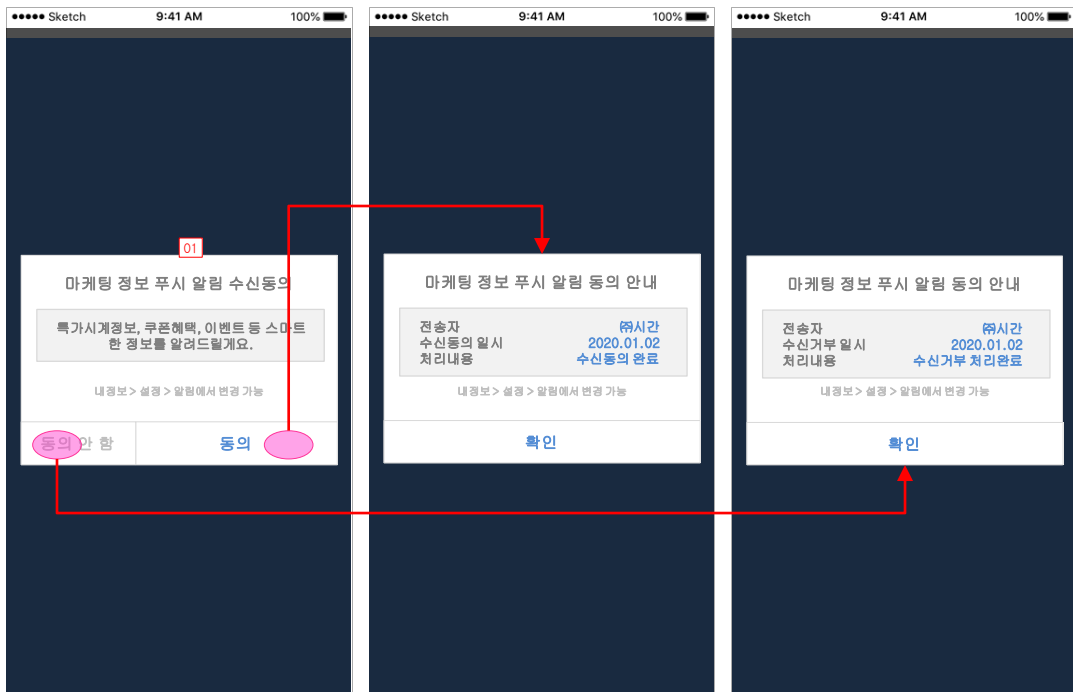 ●●●●● Sketch 9:41 AM 100%
01
마케팅 정보 푸시 알림 수신동의
특가시계정보, 쿠폰혜택, 이벤트 등 스마트
한 정보를 알려드릴게요.
내정보 > 설정 > 알림에서 변경 가능
동의 안 함 동의
●●●●● Sketch 9:41 AM 100%
마케팅 정보 푸시 알림 동의 안내
전송자 ㈜시간
수신동의 일시 2020.01.02
처리내용 수신동의 완료
내정보 > 설정 > 알림에서 변경 가능
확인
●●●●● Sketch 9:41 AM 100%
마케팅 정보 푸시 알림 동의 안내
전송자 ㈜시간
수신거부 일시 2020.01.02
처리내용 수신거부 처리완료
내정보 > 설정 > 알림에서 변경 가능
확인